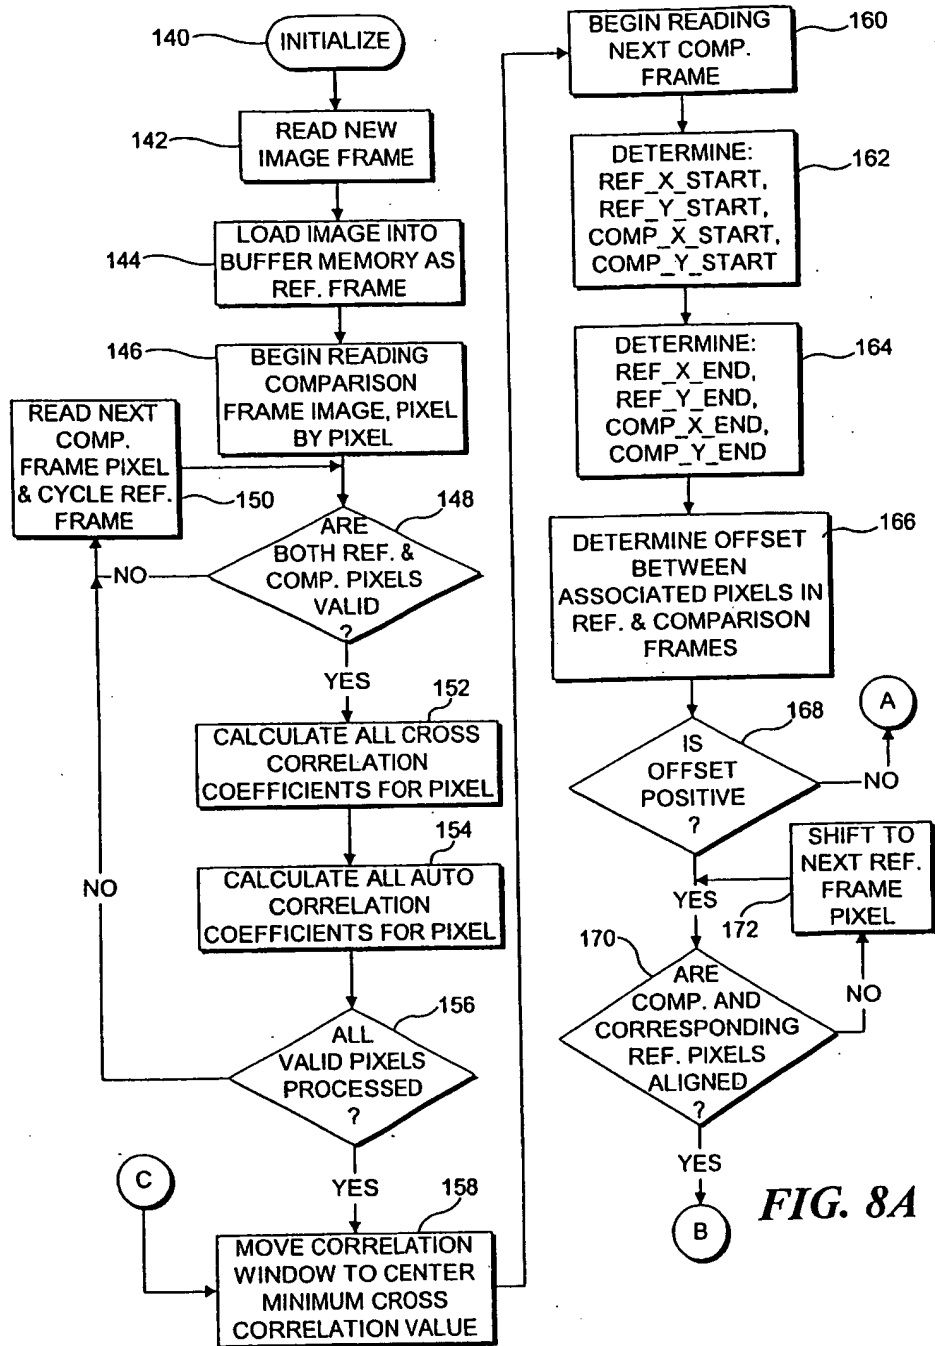 140
INITIALIZE
142
READ NEW
IMAGE FRAME
144
LOAD IMAGE INTO
BUFFER MEMORY AS
REF. FRAME
146
BEGIN READING
COMPARISON
FRAME IMAGE, PIXEL
BY PIXEL
READ NEXT
COMP.
FRAME PIXEL
& CYCLE REF.
FRAME
150
148
ARE
BOTH REF. &
COMP. PIXELS
VALID
?
NO
YES
152
CALCULATE ALL CROSS
CORRELATION
COEFFICIENTS FOR PIXEL
154
CALCULATE ALL AUTO
CORRELATION
COEFFICIENTS FOR PIXEL
NO
156
ALL
VALID PIXELS
PROCESSED
?
YES
C
158
MOVE CORRELATION
WINDOW TO CENTER
MINIMUM CROSS
CORRELATION VALUE
160
BEGIN READING
NEXT COMP.
FRAME
162
DETERMINE:
REF_X_START,
REF_Y_START,
COMP_X_START,
COMP_Y_START
164
DETERMINE:
REF_X_END,
REF_Y_END,
COMP_X_END,
COMP_Y_END
166
DETERMINE OFFSET
BETWEEN
ASSOCIATED PIXELS IN
REF. & COMPARISON
FRAMES
168
IS
OFFSET
POSITIVE
?
NO
A
YES
SHIFT TO
NEXT REF.
FRAME
PIXEL
172
170
ARE
COMP. AND
CORRESPONDING
REF. PIXELS
ALIGNED
?
NO
YES
B
FIG. 8A